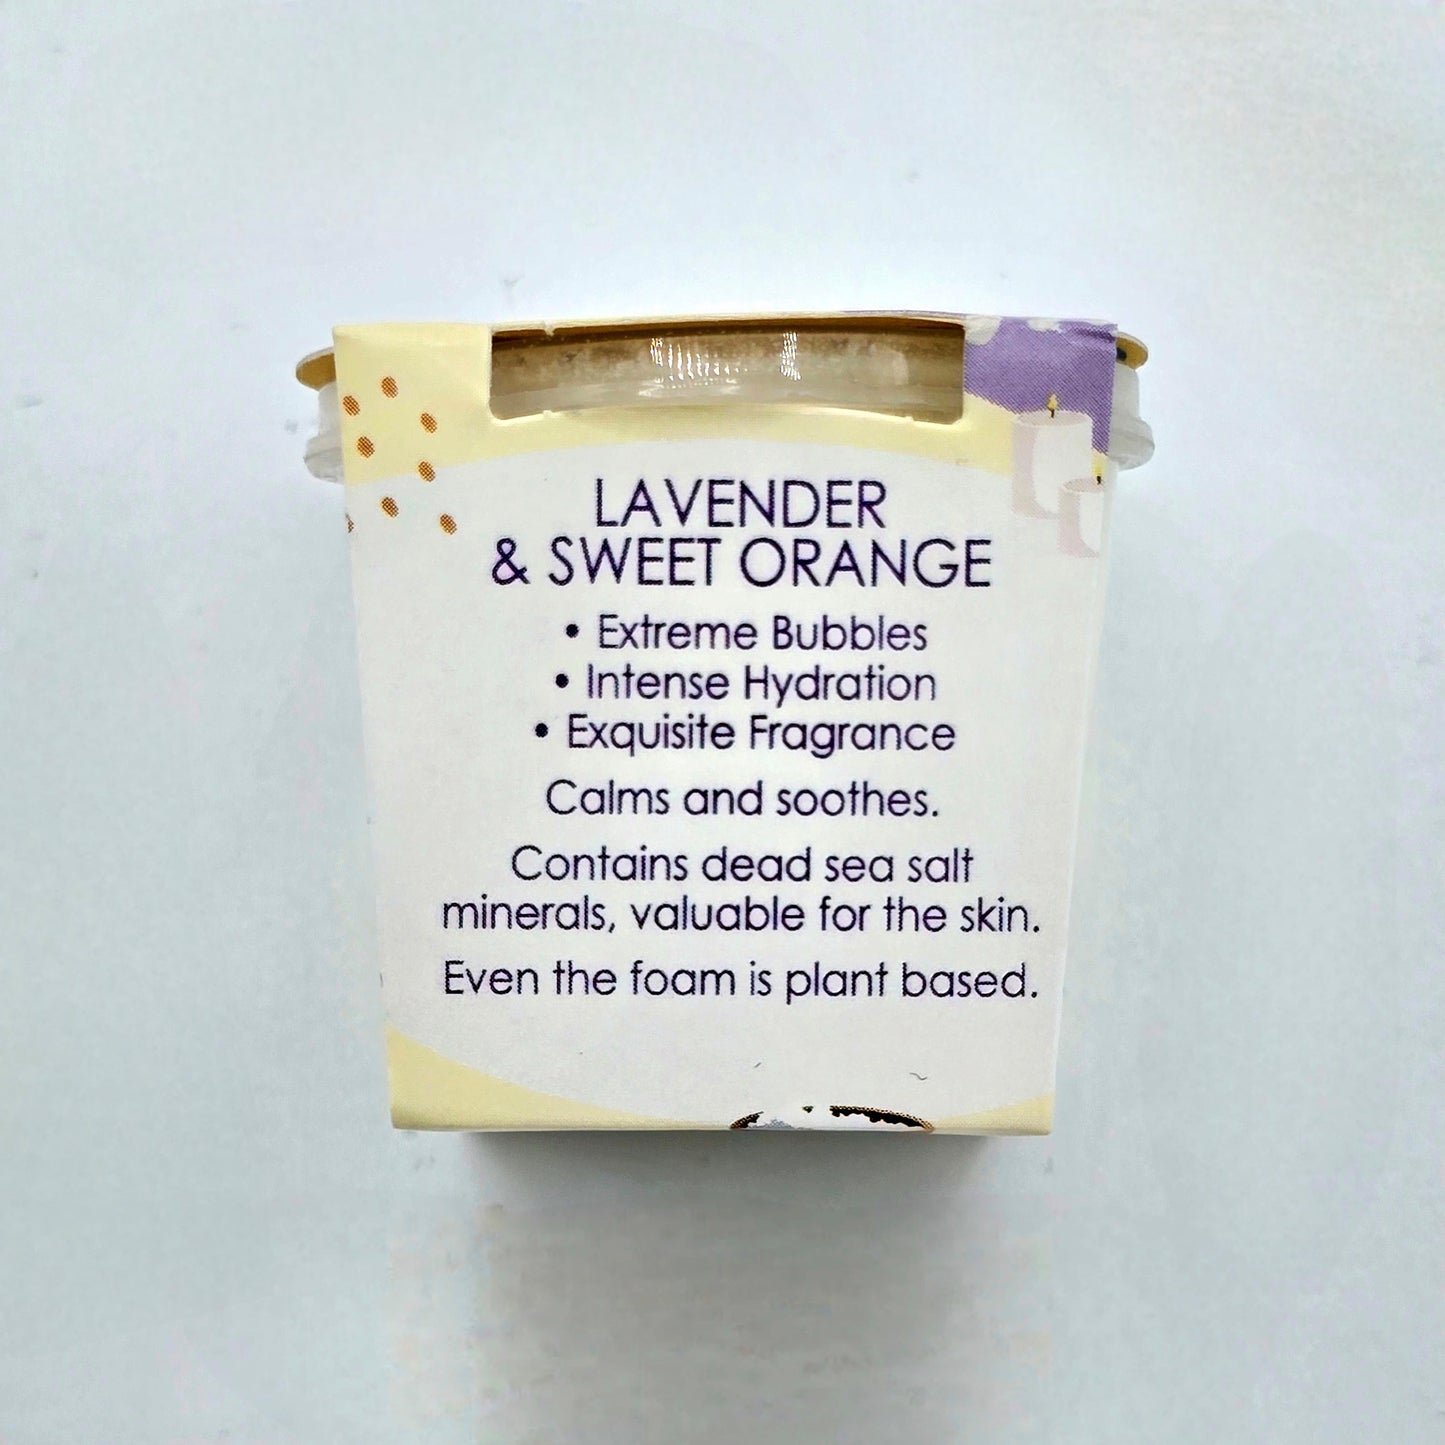 LAVENDER
& SWEET ORANGE
• Extreme Bubbles
• Intense Hydration
• Exquisite Fragrance
Calms and soothes.
Contains dead sea salt
minerals, valuable for the skin.
Even the foam is plant based.